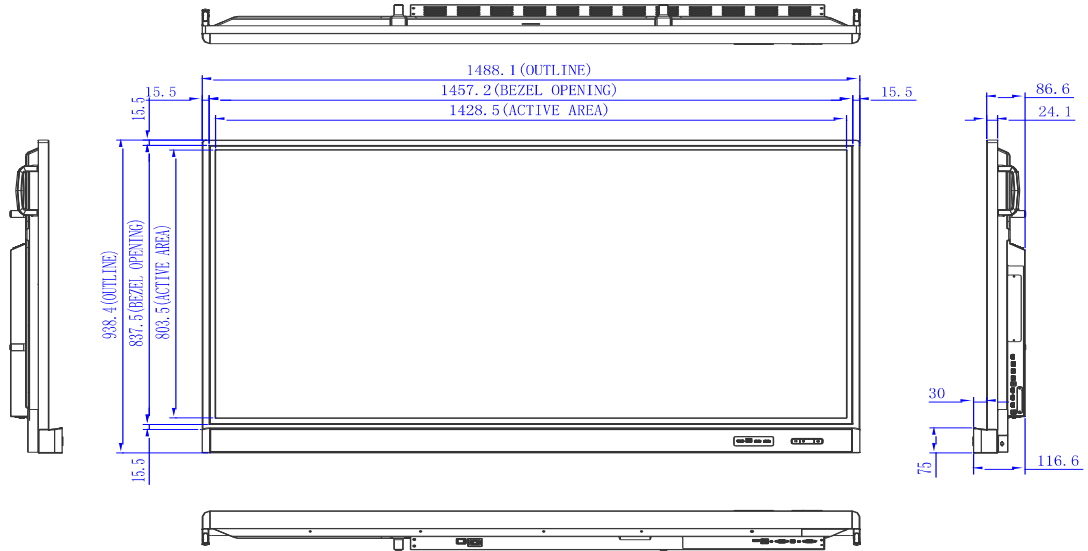 1488.1(OUTLINE)
15.5
1457.2(BEZEL OPENING)
15.5
1428.5(ACTIVE AREA)
15.5
86.6
24.1
938.4(OUTLINE)
837.5(BEZEL OPENING)
803.5(ACTIVE AREA)
15.5
30
75
116.6